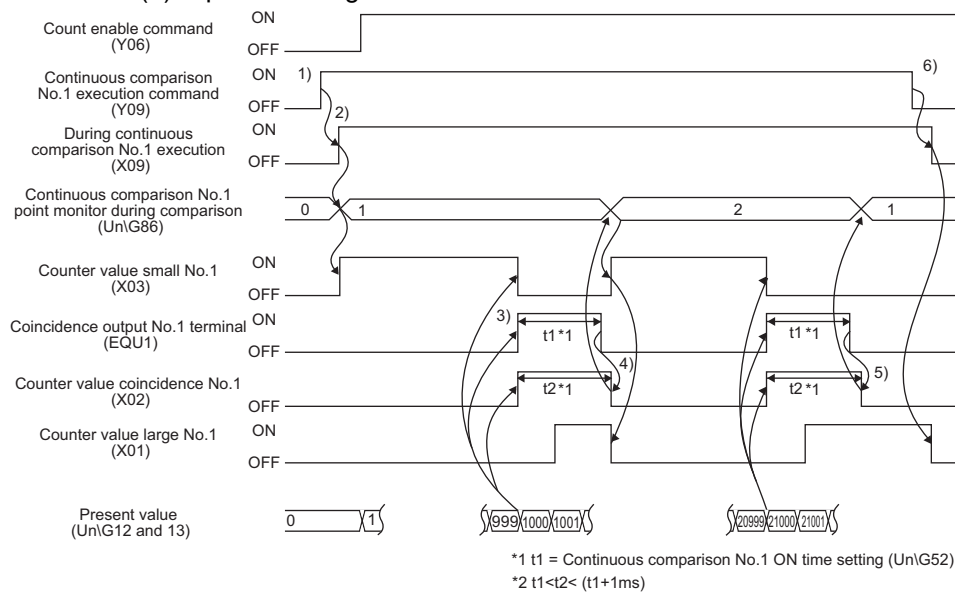 ON
Count enable command
(Y06)
OFF
Continuous comparison
No.1 execution command
(Y09)
ON
1)
6)
OFF
2)
During continuous
comparison No.1 execution
(X09)
ON
OFF
Continuous comparison No.1
point monitor during comparison
(Un\G86)
0
1
2
1
Counter value small No.1
(X03)
ON
OFF
Coincidence output No.1 terminal
(EQU1)
ON
3)
t1*1
t1*1
OFF
4)
5)
Counter value coincidence No.1
(X02)
t2*1
t2*1
OFF
Counter value large No.1
(X01)
ON
OFF
Present value
(Un\G12 and 13)
0
1
999 1000 1001
20999 21000 21001
*1 t1 = Continuous comparison No.1 ON time setting (Un\G52)
*2 t1<t2< (t1+1ms)